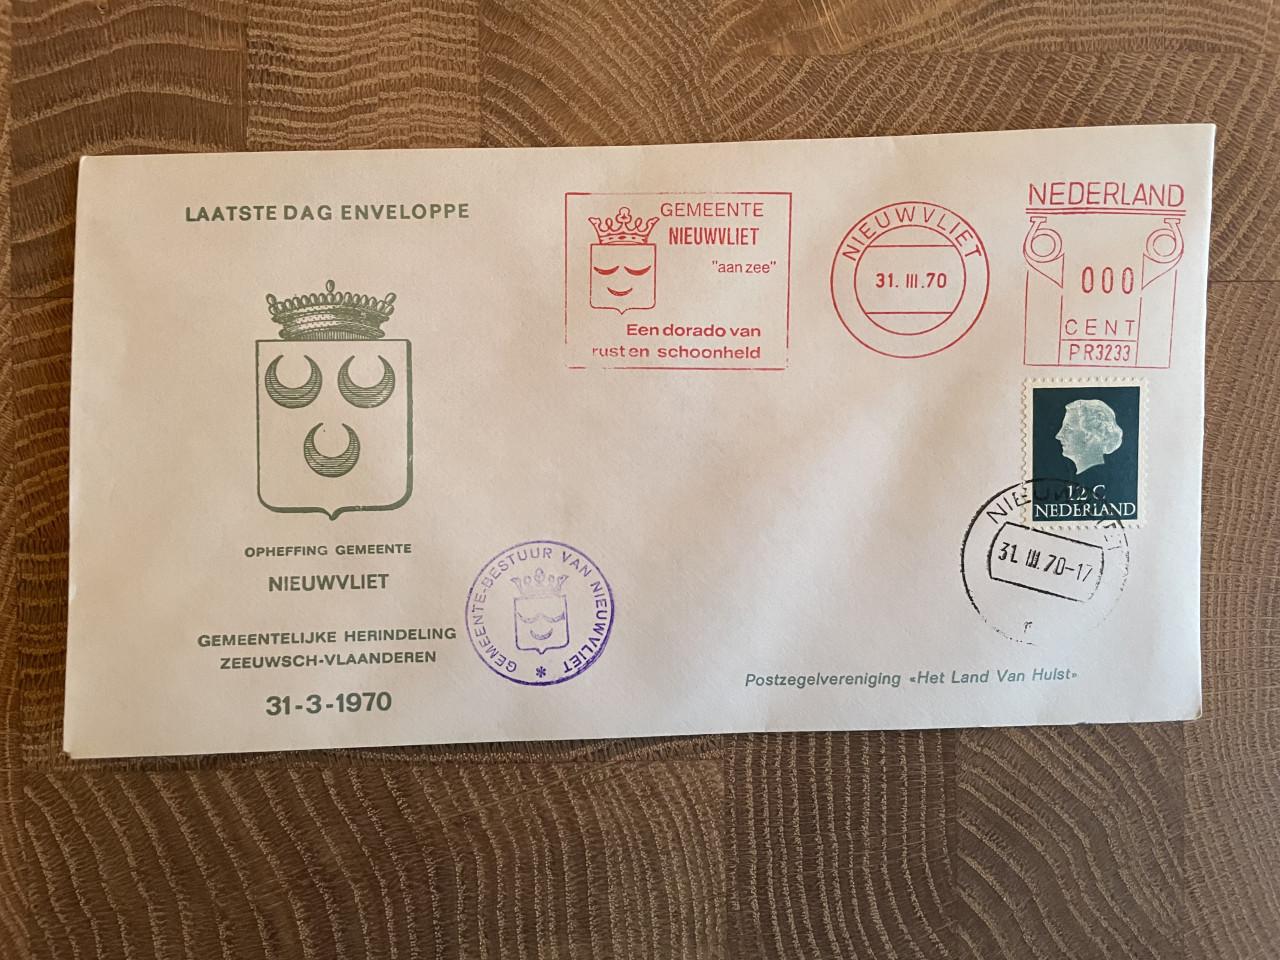 LAATSTE DAG ENVELOPPE
OPHEFFING GEMEENTE
NIEUWVLIET
GEMEENTELIJKE HERINDELING
ZEEUWSCH-VLAANDEREN
31-3-1970
GEMEENTE-BESTUUR VAN NIEUWVLIET *
GEMEENTE
NIEUWVLIET
"aan zee"
Een dorado van
rust en schoonheid
NIEUWVLIET
31. III.70
NEDERLAND
000
CENT
PR3233
12 C
NEDERLAND
31. III. 70-17
Postzegelvereniging «Het Land Van Hulst»